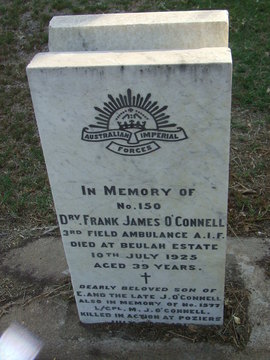 AUSTRALIAN IMPERIAL
FORCES
IN MEMORY OF
No. 150
DRV FRANK JAMES O'CONNELL
3RD FIELD AMBULANCE A.I.F.
DIED AT BEULAH ESTATE
10TH JULY 1925
AGED 39 YEARS.
DEARLY BELOVED SON OF
E. AND THE LATE J. O'CONNELL
ALSO IN MEMORY OF No. 1977
L/CPL. M.J. O'CONNELL.
KILLED IN ACTION AT POZIERS